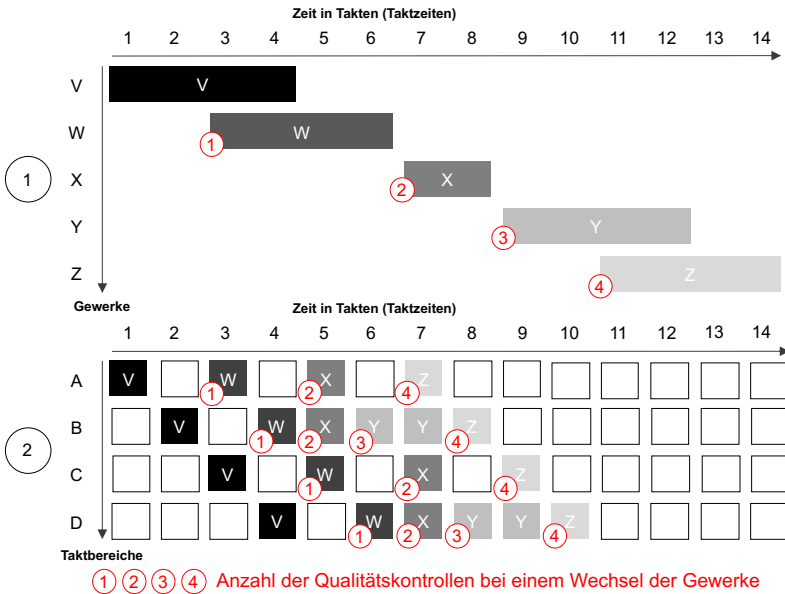 Zeit in Takten (Taktzeiten)
1 2 3 4 5 6 7 8 9 10 11 12 13 14
V V
W W
1
1 X X
2
Y Y
3
Z Z
4
Gewerke
Zeit in Takten (Taktzeiten)
1 2 3 4 5 6 7 8 9 10 11 12 13 14
A V W X Z
1 2 4
B V W X Y Y Z
1 2 3 4
2
C V W X Z
1 2 4
D V W X Y Y Z
1 2 3 4
Taktbereiche
1 2 3 4 Anzahl der Qualitätskontrollen bei einem Wechsel der Gewerke